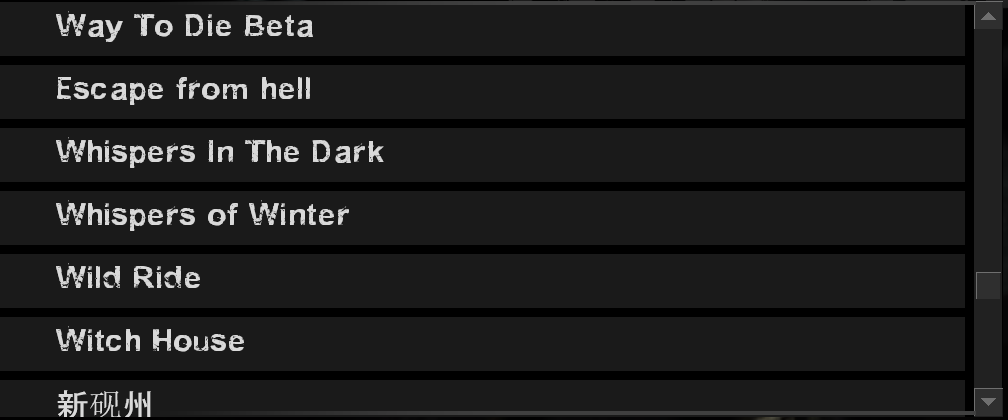 Way To Die Beta
Escape from hell
Whispers In The Dark
Whispers of Winter
Wild Ride
Witch House
新砚州